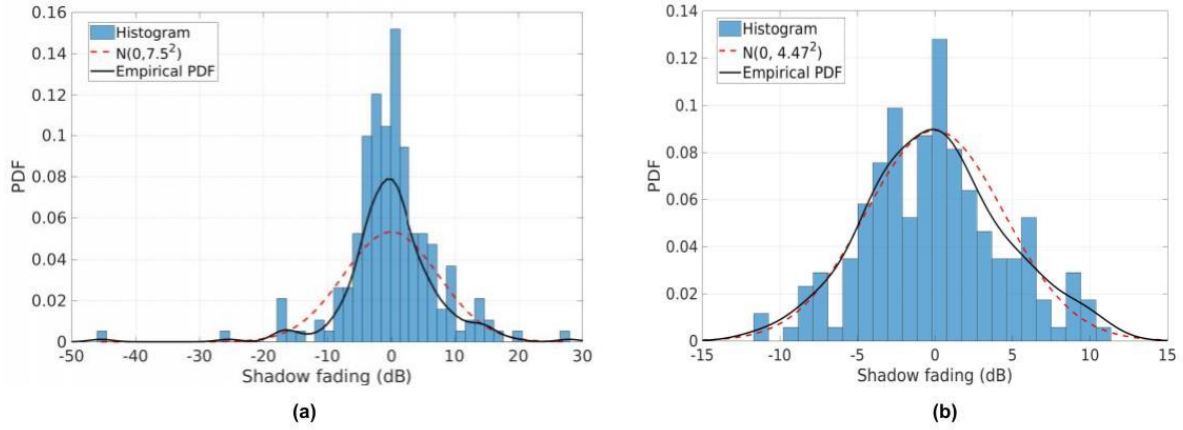 0.16
0.14
0.12
0.1
0.08
0.06
0.04
0.02
0
PDF
Histogram
N(0,7.5²)
Empirical PDF
-50 -40 -30 -20 -10 0 10 20 30
Shadow fading (dB)
(a)
0.14
0.12
0.1
0.08
0.06
0.04
0.02
0
PDF
Histogram
N(0, 4.47²)
Empirical PDF
-15 -10 -5 0 5 10 15
Shadow fading (dB)
(b)